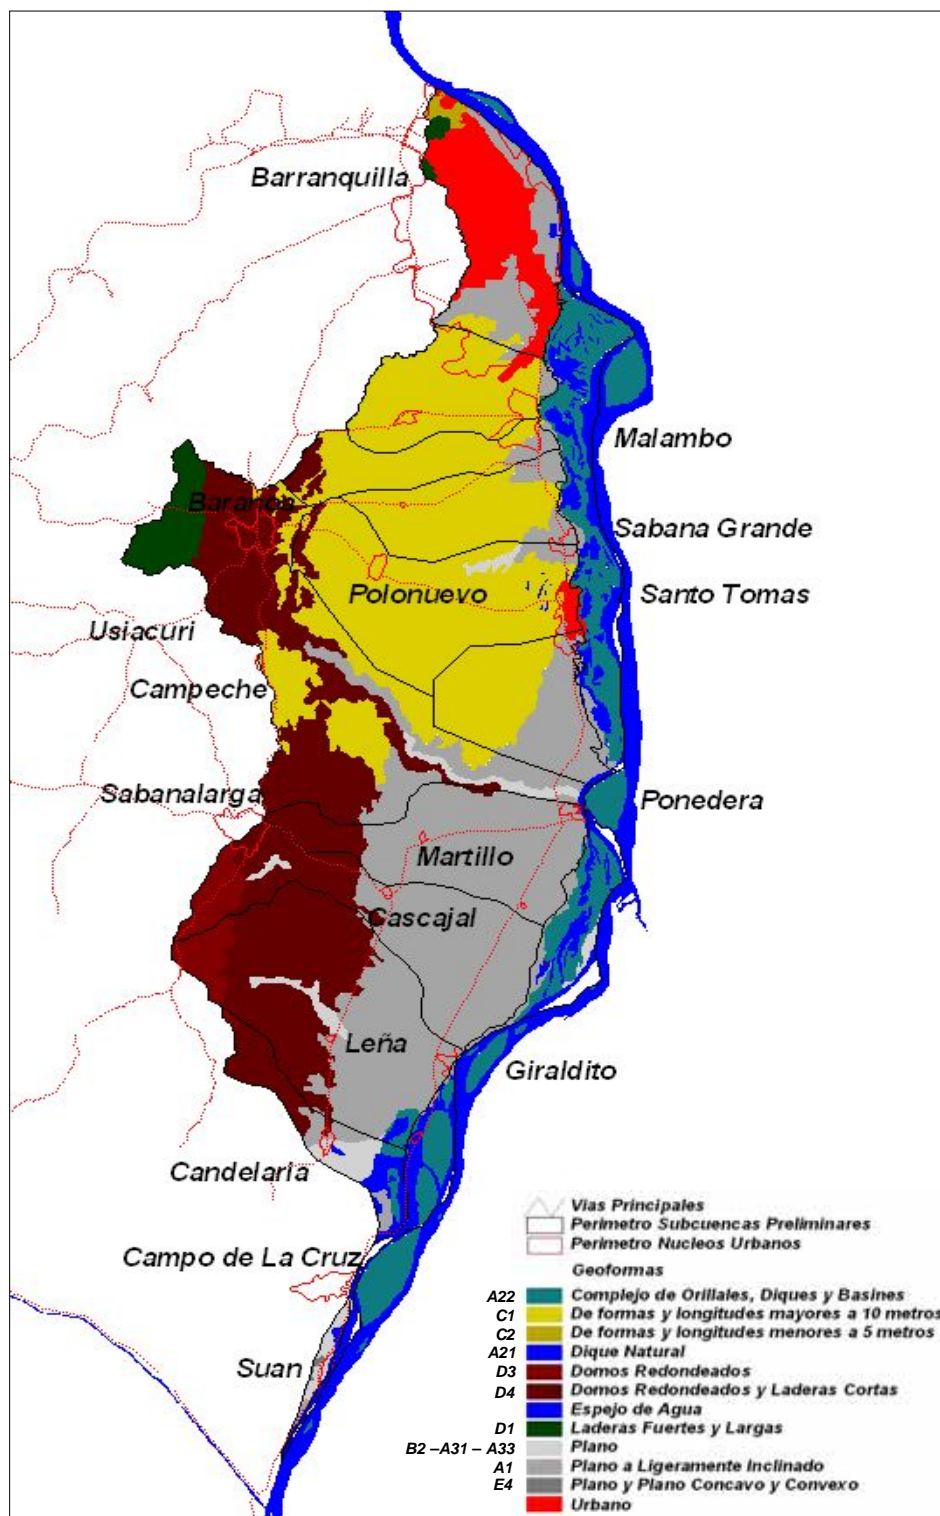 Barranquilla
Malambo
Baranoa
Sabana Grande
Polonuevo
Santo Tomas
Usiacuri
Campeche
Sabanalarga
Ponedera
Martillo
Cascajal
Leña
Giraldito
Candelaria
Campo de La Cruz
Suan
Vias Principales
Perimetro Subcuencas Preliminares
Perimetro Nucleos Urbanos
Geoformas
A22 Complejo de Orillales, Diques y Basines
C1 De formas y longitudes mayores a 10 metros
C2 De formas y longitudes menores a 5 metros
A21 Dique Natural
D3 Domos Redondeados
D4 Domos Redondeados y Laderas Cortas
Espejo de Agua
D1 Laderas Fuertes y Largas
B2 –A31 – A33 Plano
A1 Plano a Ligeramente Inclinado
E4 Plano y Plano Concavo y Convexo
Urbano